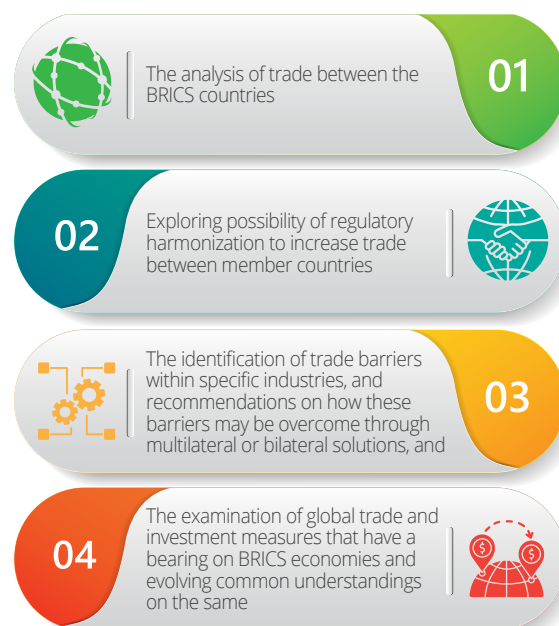 The analysis of trade between the
BRICS countries
01
02
Exploring possibility of regulatory
harmonization to increase trade
between member countries
The identification of trade barriers
within specific industries, and
recommendations on how these
barriers may be overcome through
multilateral or bilateral solutions, and
03
04
The examination of global trade and
investment measures that have a
bearing on BRICS economies and
evolving common understandings
on the same
$
$